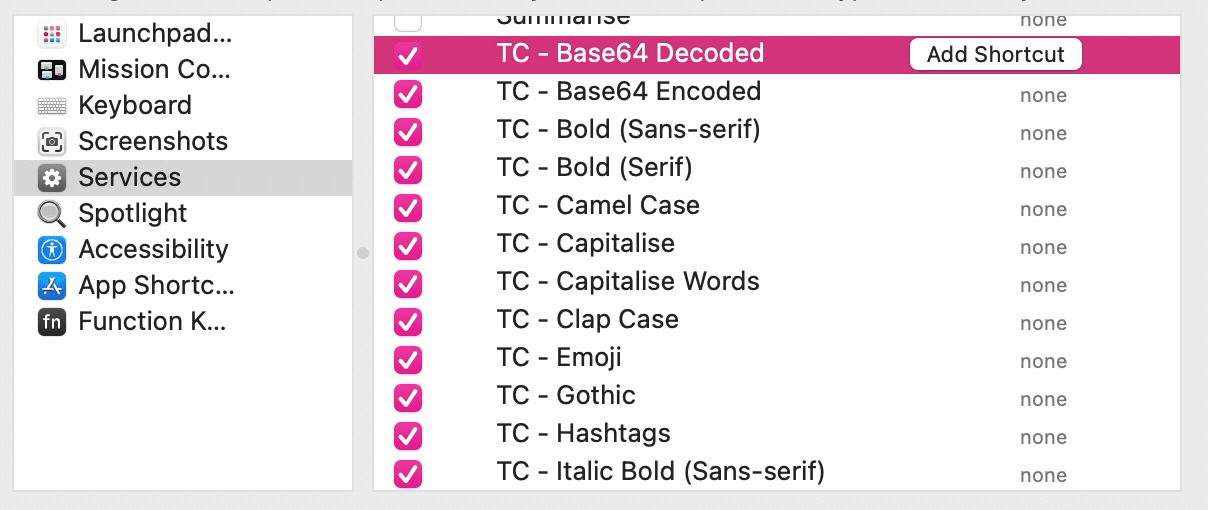 Launchpad...
Mission Co...
Keyboard
Screenshots
Services
Spotlight
Accessibility
App Shortc...
fn Function K...
Summarise none
TC - Base64 Decoded Add Shortcut
TC - Base64 Encoded none
TC - Bold (Sans-serif) none
TC - Bold (Serif) none
TC - Camel Case none
TC - Capitalise none
TC - Capitalise Words none
TC - Clap Case none
TC - Emoji none
TC - Gothic none
TC - Hashtags none
TC - Italic Bold (Sans-serif) none